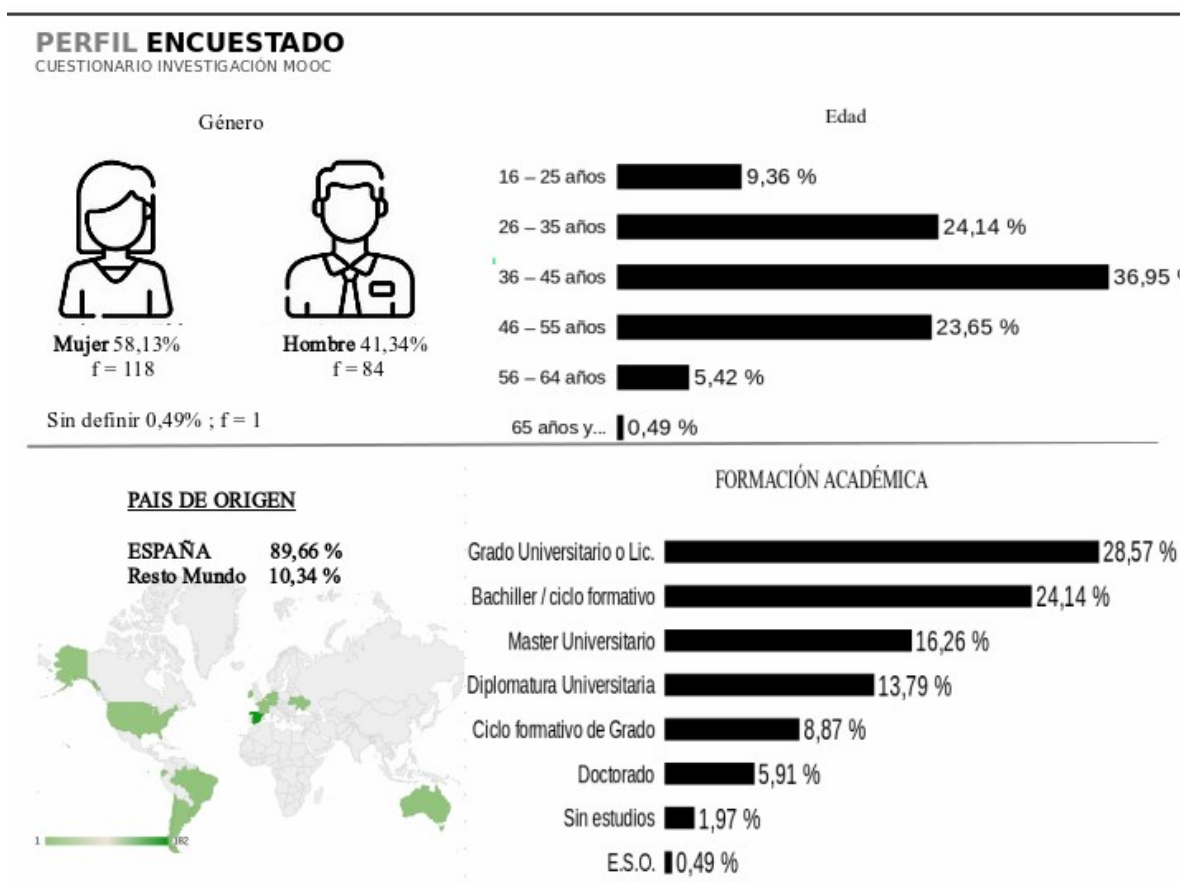 PERFIL ENCUESTADO
CUESTIONARIO INVESTIGACIÓN MOOC
Género
Mujer 58,13%
f = 118
Hombre 41,34%
f = 84
Sin definir 0,49% ; f = 1
Edad
16 – 25 años 9,36 %
26 – 35 años 24,14 %
36 – 45 años 36,95
46 – 55 años 23,65 %
56 – 64 años 5,42 %
65 años y... 0,49 %
PAIS DE ORIGEN
ESPAÑA 89,66 %
Resto Mundo 10,34 %
1 182
FORMACIÓN ACADÉMICA
Grado Universitario o Lic. 28,57 %
Bachiller / ciclo formativo 24,14 %
Master Universitario 16,26 %
Diplomatura Universitaria 13,79 %
Ciclo formativo de Grado 8,87 %
Doctorado 5,91 %
Sin estudios 1,97 %
E.S.O. 0,49 %